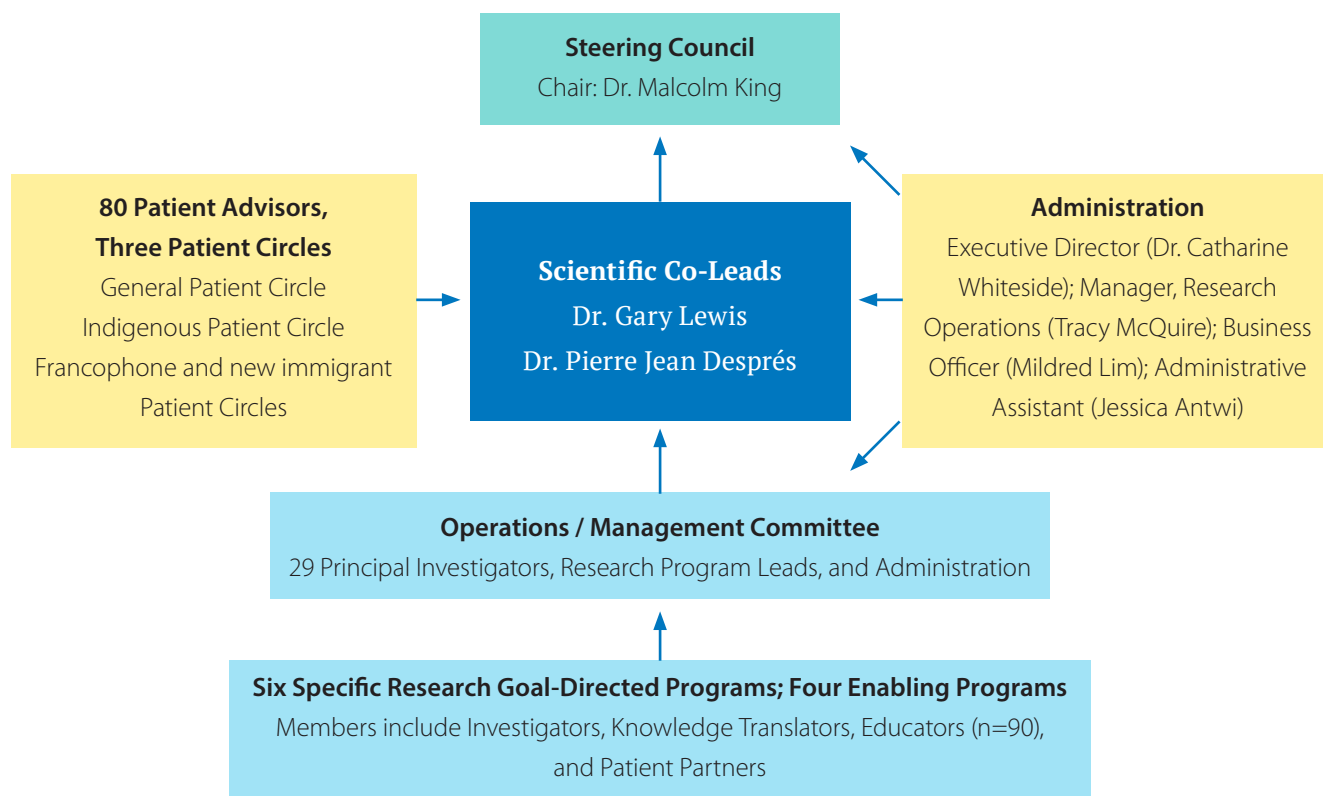 Steering Council
Chair: Dr. Malcolm King
80 Patient Advisors,
Three Patient Circles
General Patient Circle
Indigenous Patient Circle
Francophone and new immigrant
Patient Circles
Scientific Co-Leads
Dr. Gary Lewis
Dr. Pierre Jean Després
Administration
Executive Director (Dr. Catharine
Whiteside); Manager, Research
Operations (Tracy McQuire); Business
Officer (Mildred Lim); Administrative
Assistant (Jessica Antwi)
Operations / Management Committee
29 Principal Investigators, Research Program Leads, and Administration
Six Specific Research Goal-Directed Programs; Four Enabling Programs
Members include Investigators, Knowledge Translators, Educators (n=90),
and Patient Partners